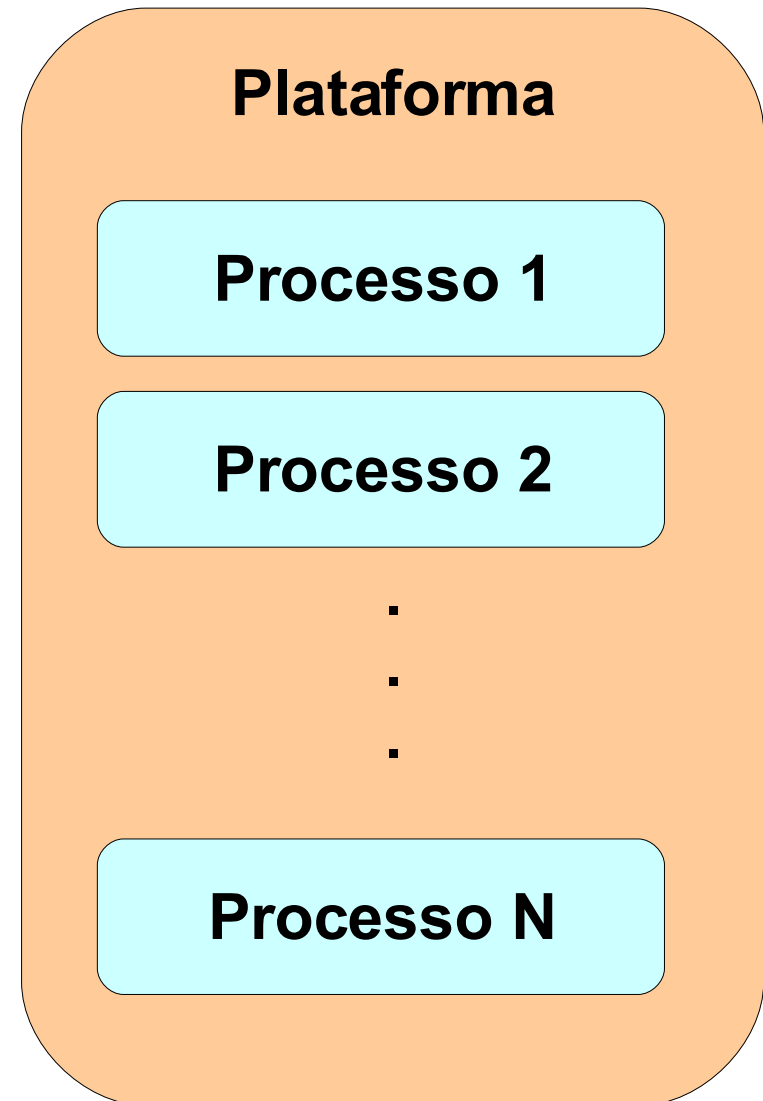 Plataforma
Processo 1
Processo 2
.
.
.
Processo N